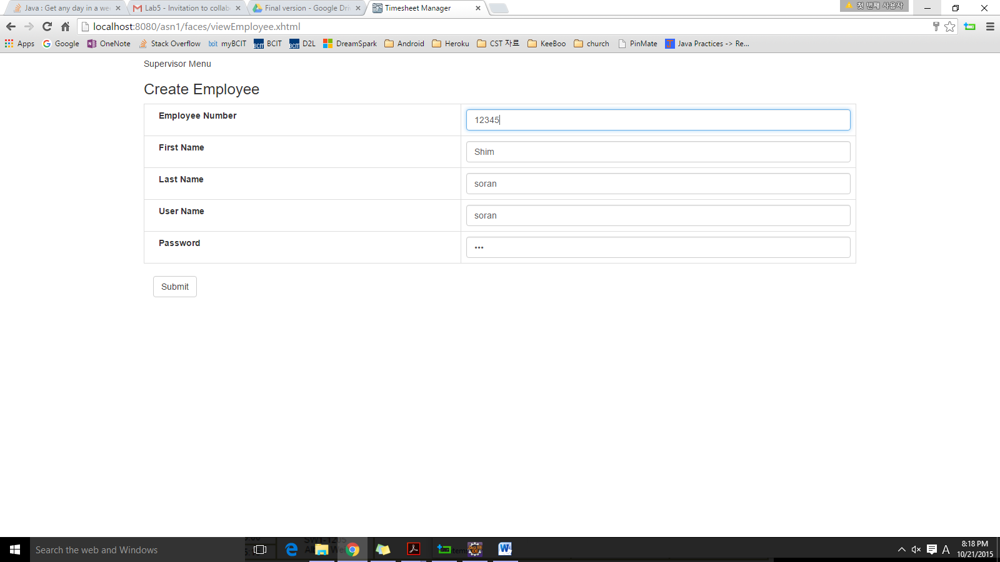 Java : Get any day in a we
Lab5 - Invitation to collab
Final version - Google Dri
Timesheet Manager
첫 번째 사용자
localhost:8080/asn1/faces/viewEmployee.xhtml
Apps Google OneNote Stack Overflow bcit myBCIT BCIT BCIT BCIT D2L DreamSpark Android Heroku CST 자료 KeeBoo church PinMate Java Practices -> Re...
Supervisor Menu
Create Employee
Employee Number 12345
First Name Shim
Last Name soran
User Name soran
Password •••
Submit
Search the web and Windows
A
8:18 PM
10/21/2015